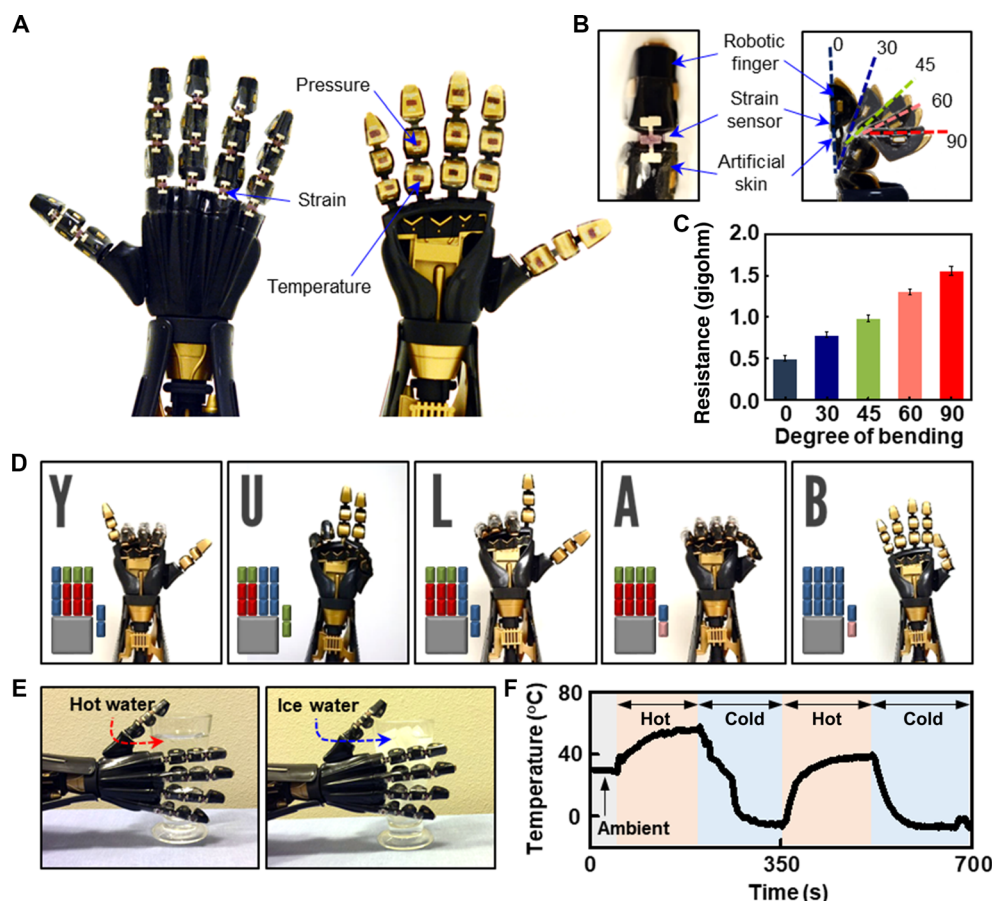 A
Pressure
Strain
Temperature
B
Robotic
finger
Strain
sensor
Artificial
skin
0
30
45
60
90
C
Resistance (gigohm)
2.0
1.5
1.0
0.5
0.0
0 30 45 60 90
Degree of bending
D
Y
U
L
A
B
E
Hot water
Ice water
F
Temperature (°C)
80
40
0
Hot
Cold
Hot
Cold
Ambient
0 350 700
Time (s)